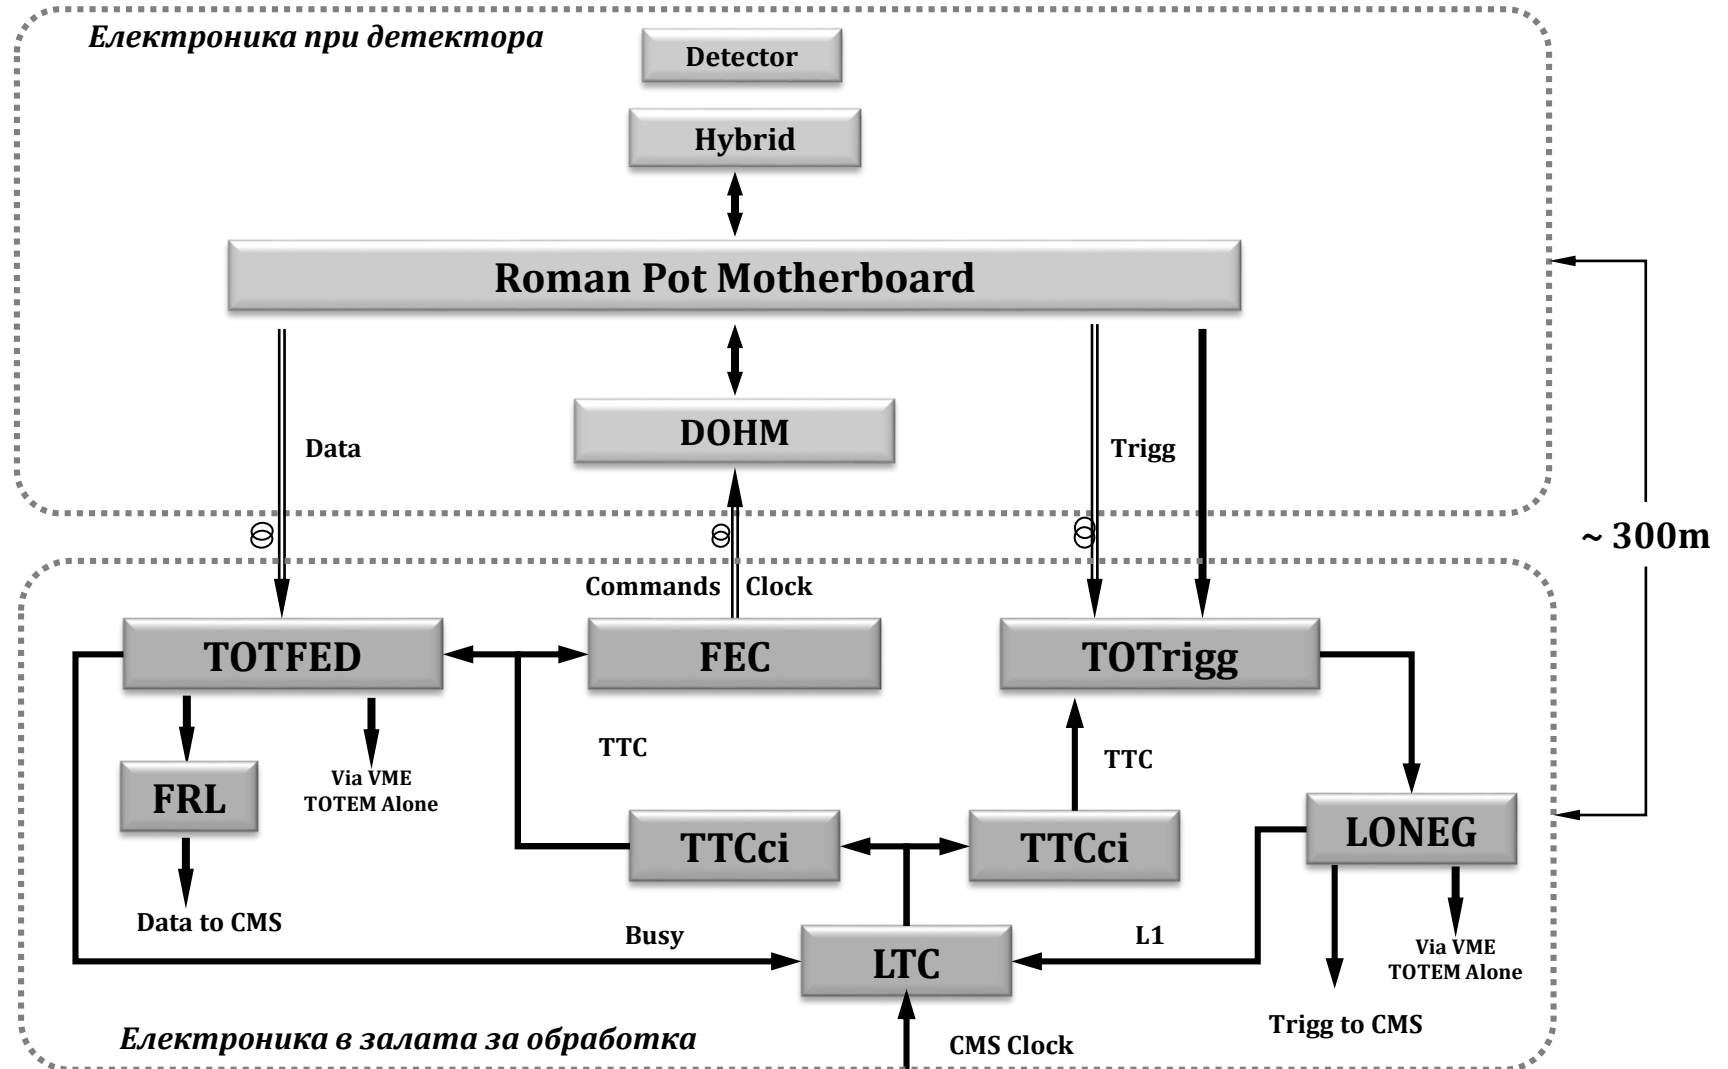 Електроника при детектора
Detector
Hybrid
Roman Pot Motherboard
DOHM
Data
Trigg
~ 300m
Commands
Clock
TOTFED
FEC
TOTrigg
TTC
TTC
Via VME
TOTEM Alone
FRL
TTCci
TTCci
LONEG
Data to CMS
Busy
L1
LTC
Via VME
TOTEM Alone
Trigg to CMS
Електроника в залата за обработка
CMS Clock